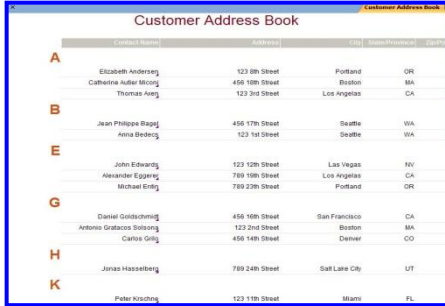 Customer Address Book
Customer Address Book
Contact Name Address City State/Province
A
Elizabeth Andersen 123 8th Street Portland OR
Catherine Autier Miconi 456 18th Street Boston MA
Thomas Axen 123 3rd Street Los Angelas CA
B
Jean Philippe Bagel 456 17th Street Seattle WA
Anna Bedecs 123 1st Street Seattle WA
E
John Edwards 123 12th Street Las Vegas NV
Alexander Eggerer 789 19th Street Los Angelas CA
Michael Entin 789 23th Street Portland OR
G
Daniel Goldschmidt 456 16th Street San Francisco CA
Antonio Gratacos Solsona 123 2nd Street Boston MA
Carlos Grilo 456 14th Street Denver CO
H
Jonas Hasselberg 789 24th Street Salt Lake City UT
K
Peter Krschne 123 11th Street Miami FL